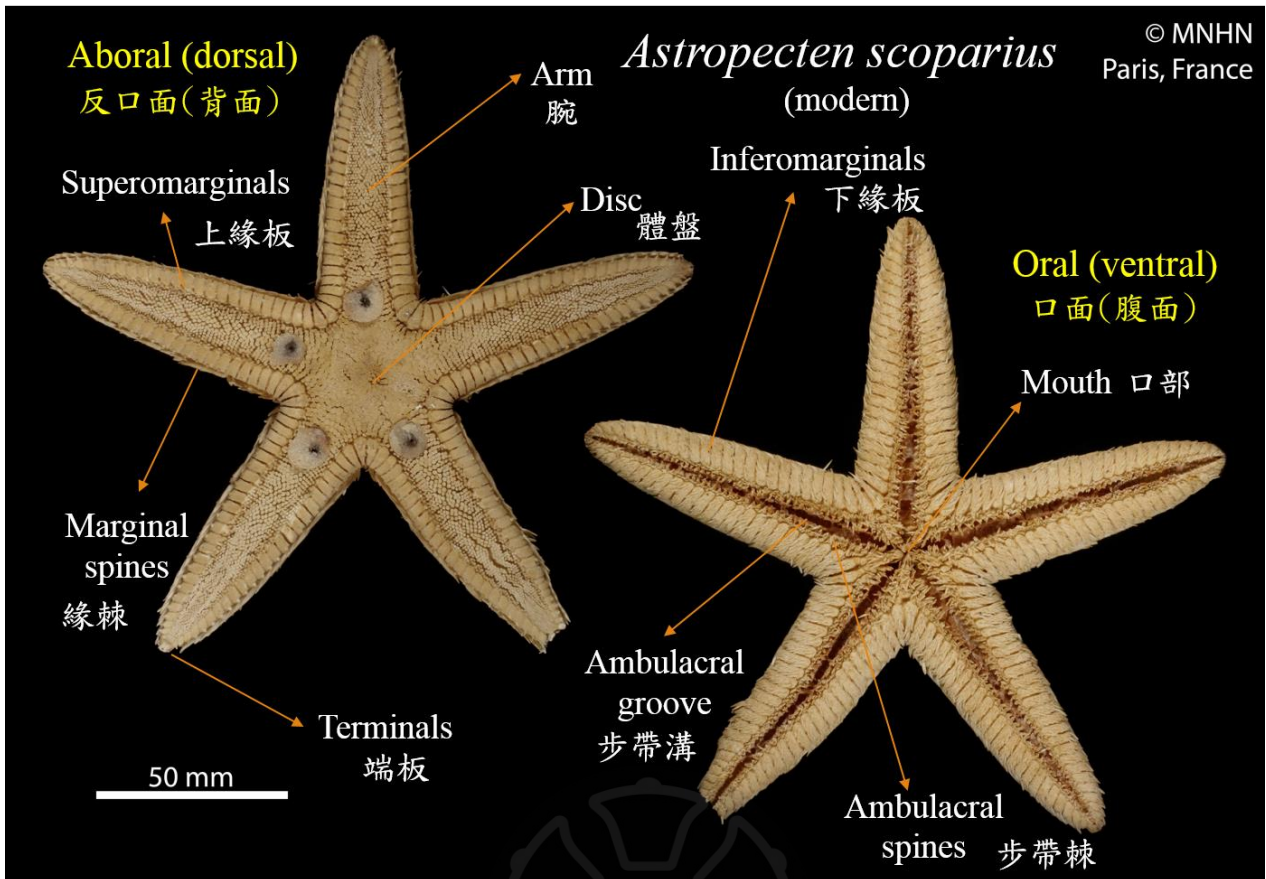 Aboral (dorsal)
反口面(背面)
Astropecten scoparius
(modern)
© MNHN
Paris, France
Arm
腕
Superomarginals
上緣板
Disc
體盤
Inferomarginals
下緣板
Oral (ventral)
口面(腹面)
Mouth 口部
Marginal
spines
緣棘
Terminals
端板
50 mm
Ambulacral
groove
步帶溝
Ambulacral
spines
步帶棘